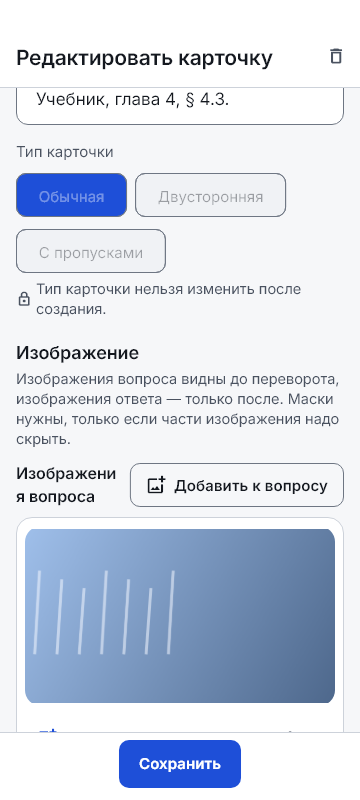 Редактировать карточку
Учебник, глава 4, § 4.3.
Тип карточки
Обычная
Двусторонняя
С пропусками
Тип карточки нельзя изменить после
создания.
Изображение
Изображения вопроса видны до переворота,
изображения ответа — только после. Маски
нужны, только если части изображения надо
скрыть.
Изображени
я вопроса
Добавить к вопросу
Сохранить